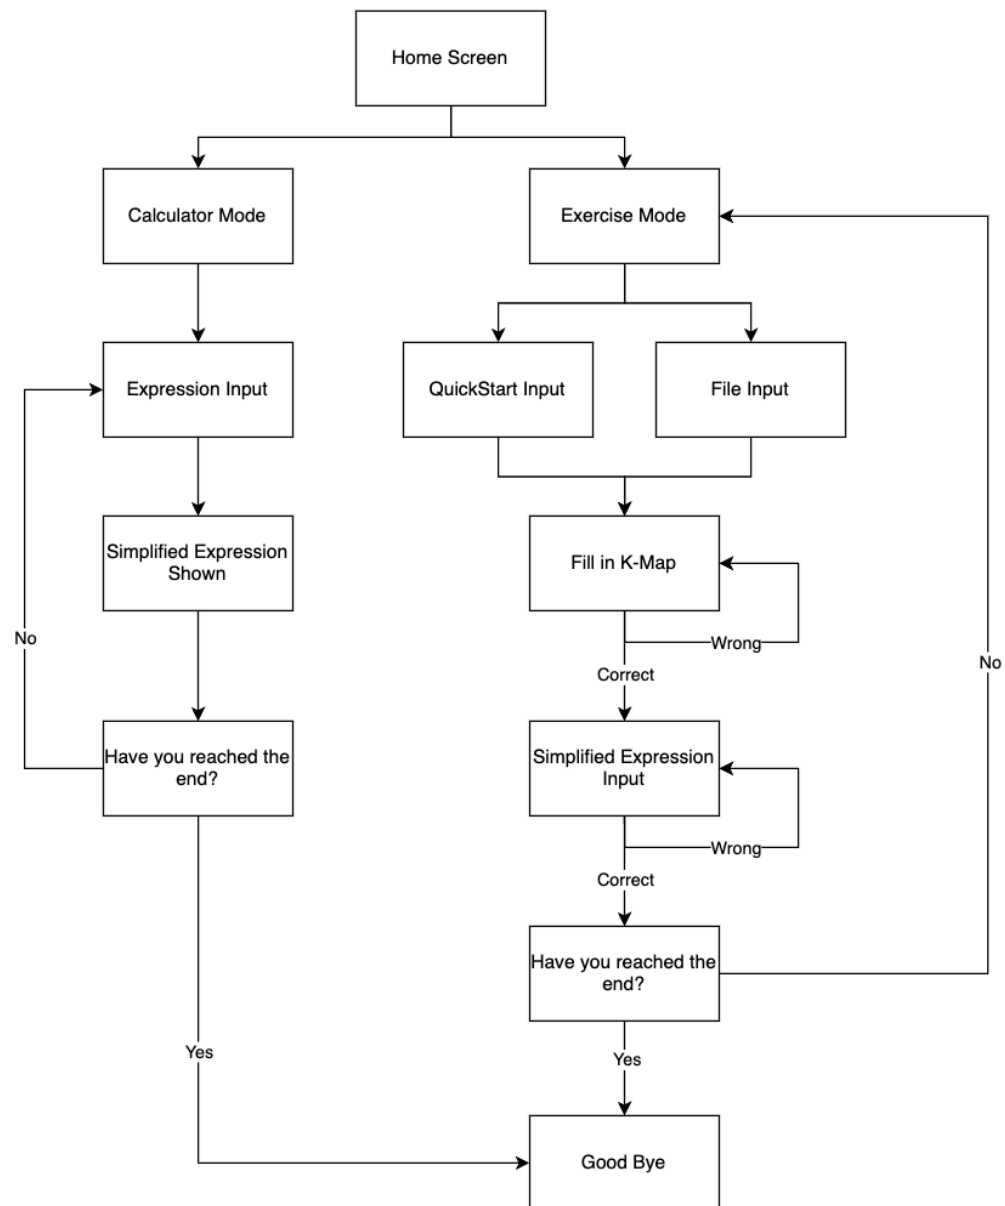 Home Screen
Calculator Mode
Exercise Mode
Expression Input
QuickStart Input
File Input
Simplified Expression
Shown
Fill in K-Map
No
Wrong
No
Correct
Have you reached the
end?
Simplified Expression
Input
Wrong
Correct
Have you reached the
end?
Yes
Yes
Good Bye